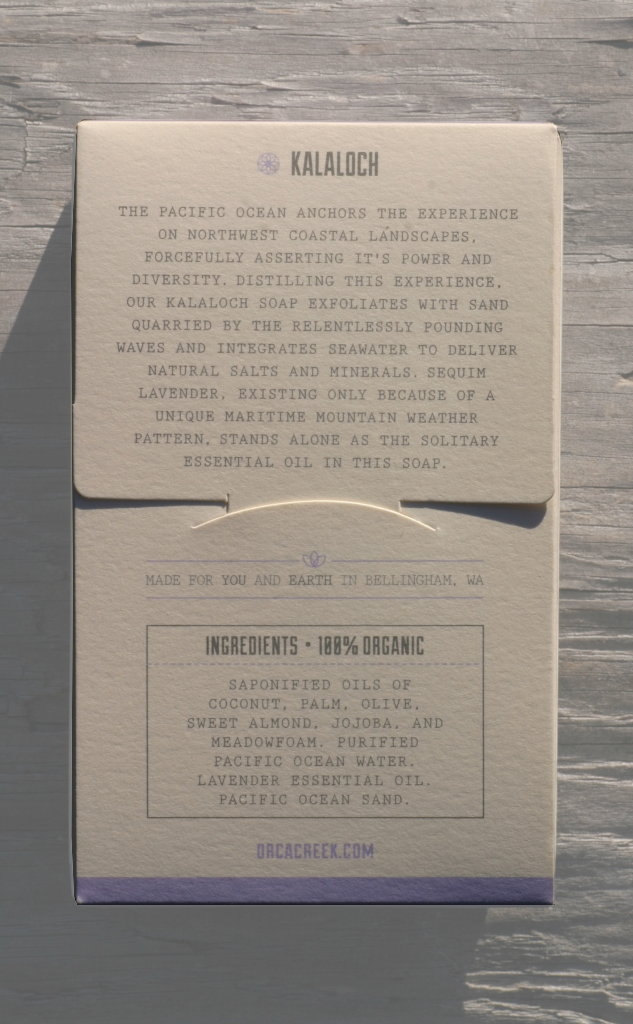 KALALOCH
THE PACIFIC OCEAN ANCHORS THE EXPERIENCE
ON NORTHWEST COASTAL LANDSCAPES,
FORCEFULLY ASSERTING IT'S POWER AND
DIVERSITY. DISTILLING THIS EXPERIENCE,
OUR KALALOCH SOAP EXFOLIATES WITH SAND
QUARRIED BY THE RELENTLESSLY POUNDING
WAVES AND INTEGRATES SEAWATER TO DELIVER
NATURAL SALTS AND MINERALS. SEQUIM
LAVENDER, EXISTING ONLY BECAUSE OF A
UNIQUE MARITIME MOUNTAIN WEATHER
PATTERN, STANDS ALONE AS THE SOLITARY
ESSENTIAL OIL IN THIS SOAP.
MADE FOR YOU AND EARTH IN BELLINGHAM, WA
INGREDIENTS • 100% ORGANIC
SAPONIFIED OILS OF
COCONUT, PALM, OLIVE,
SWEET ALMOND, JOJOBA, AND
MEADOWFOAM. PURIFIED
PACIFIC OCEAN WATER.
LAVENDER ESSENTIAL OIL.
PACIFIC OCEAN SAND.
ORCACREEK.COM